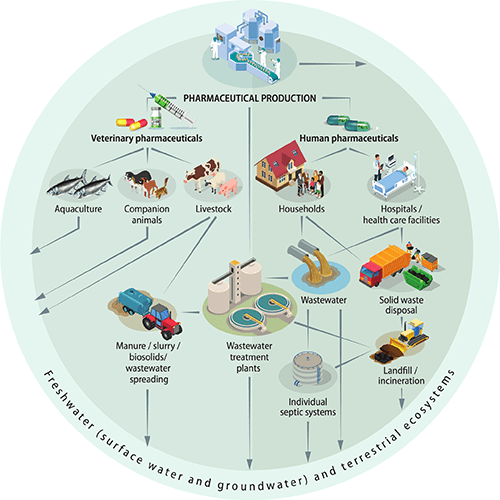 PHARMACEUTICAL PRODUCTION
Veterinary pharmaceuticals
Human pharmaceuticals
Aquaculture
Companion
animals
Livestock
Households
Hospitals /
health care facilities
Manure / slurry /
biosolids/
wastewater
spreading
Wastewater
treatment
plants
Wastewater
Solid waste
disposal
Individual
septic systems
Landfill /
incineration
Freshwater (surface water and groundwater) and terrestrial ecosystems